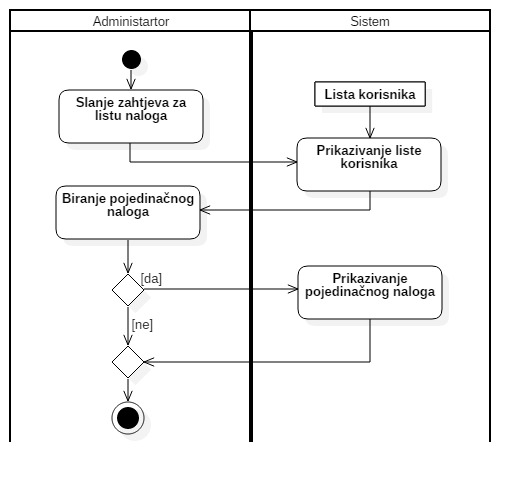 Administartor
Sistem
Slanje zahtjeva za
listu naloga
Lista korisnika
Prikazivanje liste
korisnika
Biranje pojedinačnog
naloga
[da]
Prikazivanje
pojedinačnog naloga
[ne]